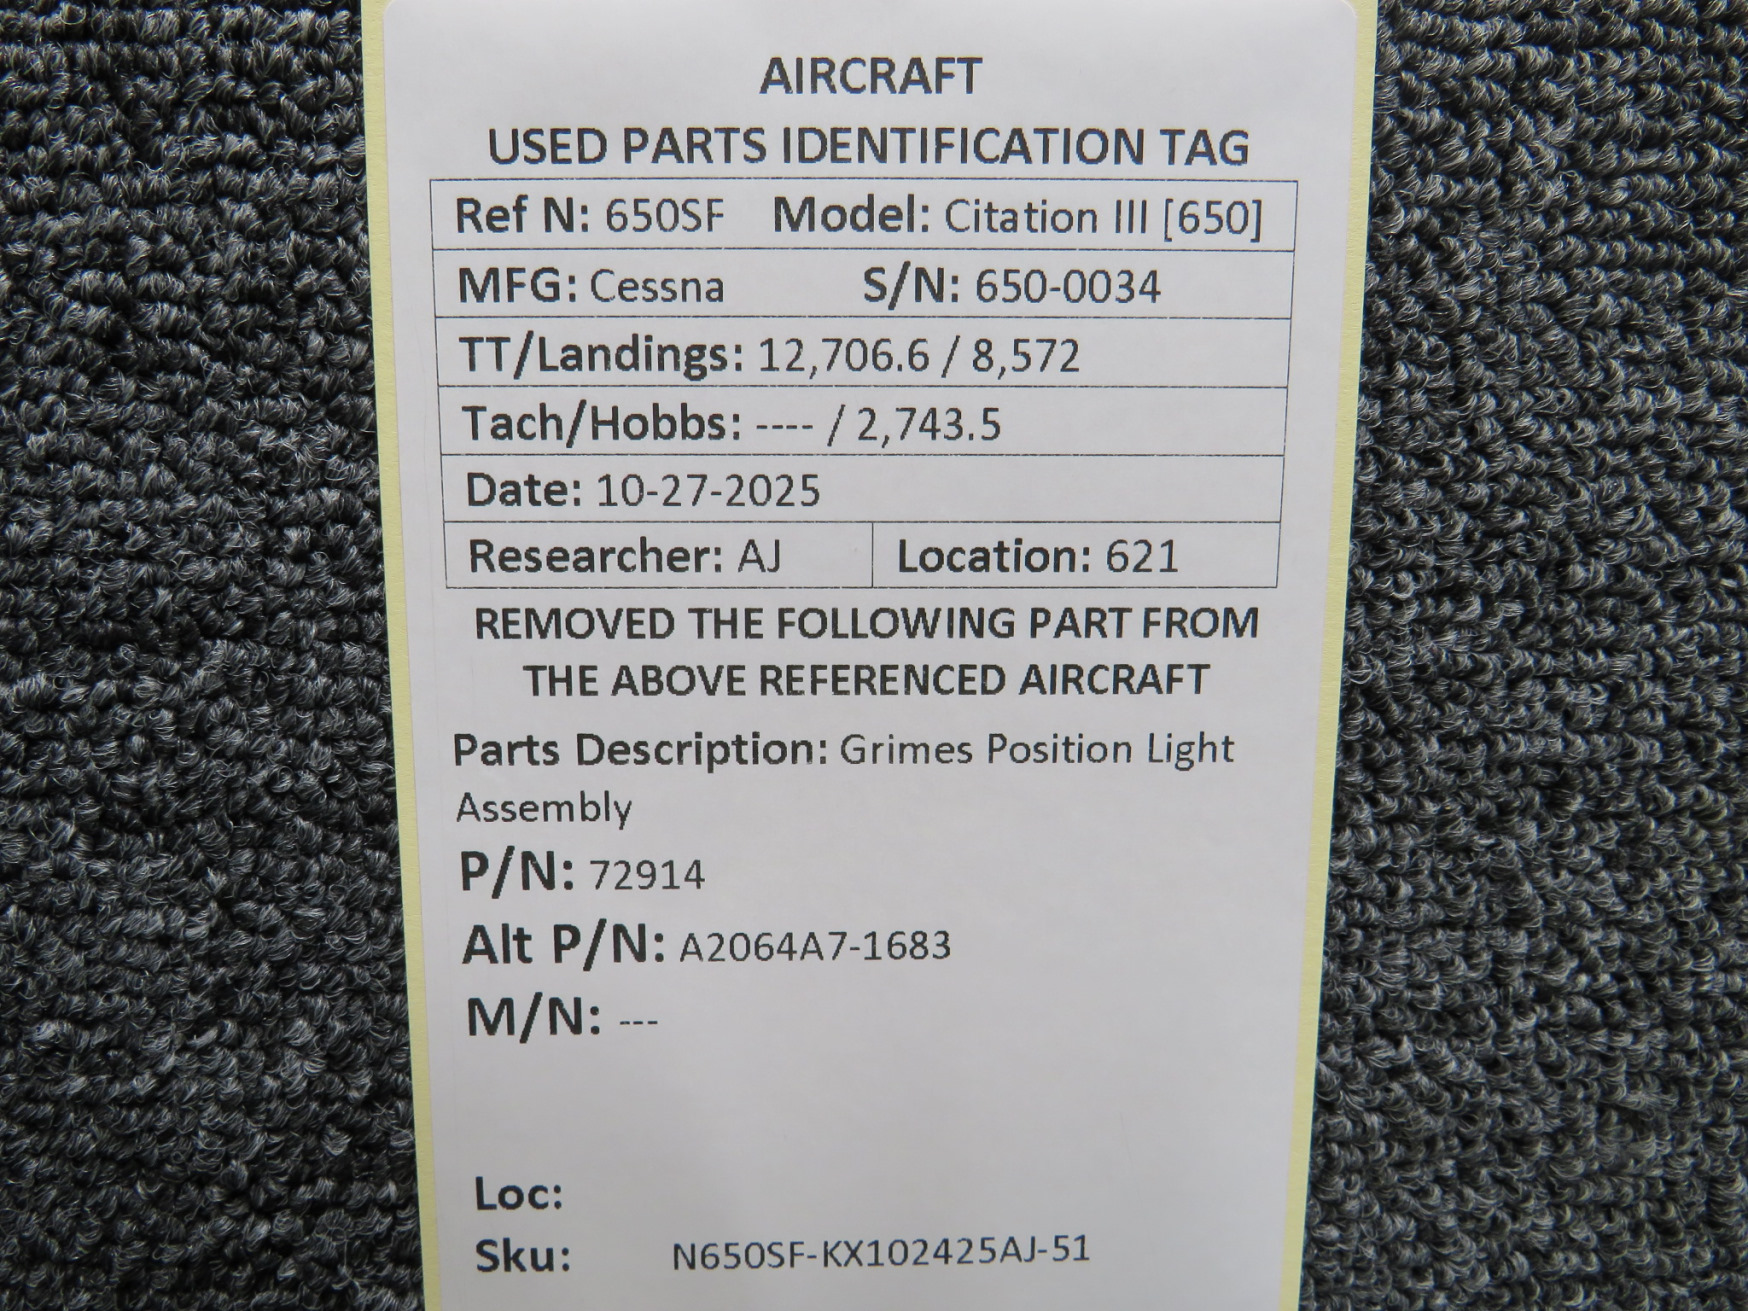 AIRCRAFT
USED PARTS IDENTIFICATION TAG
Ref N: 650SF Model: Citation III [650]
MFG: Cessna S/N: 650-0034
TT/Landings: 12,706.6 / 8,572
Tach/Hobbs: ---- / 2,743.5
Date: 10-27-2025
Researcher: AJ Location: 621
REMOVED THE FOLLOWING PART FROM
THE ABOVE REFERENCED AIRCRAFT
Parts Description: Grimes Position Light
Assembly
P/N: 72914
Alt P/N: A2064A7-1683
M/N: ---
Loc:
Sku: N650SF-KX102425AJ-51